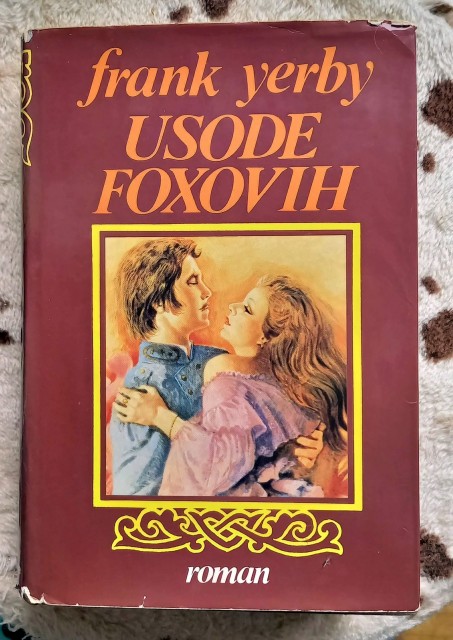 frank yerby
USODE
FOXOVIH
roman